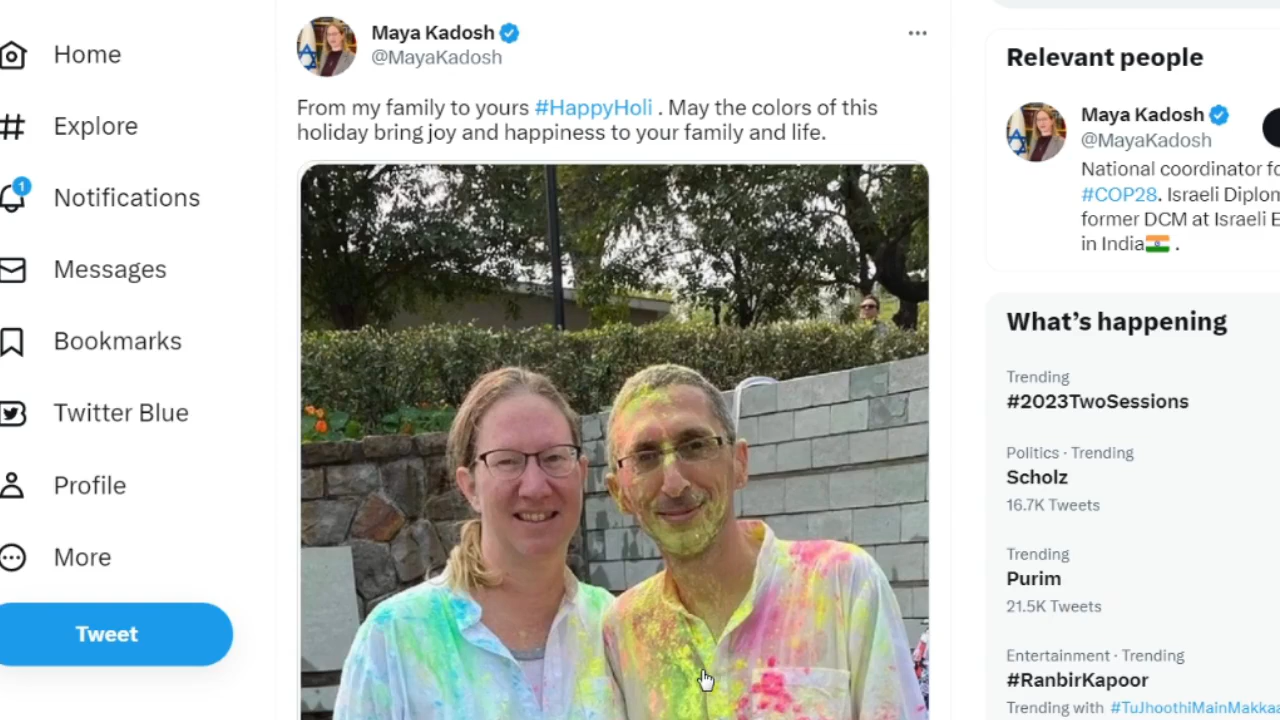 Home
Explore
1
Notifications
Messages
Bookmarks
Twitter Blue
Profile
More
Tweet
Maya Kadosh
@MayaKadosh
From my family to yours #HappyHoli . May the colors of this
holiday bring joy and happiness to your family and life.
Relevant people
Maya Kadosh
@MayaKadosh
National coordinator fo
#COP28. Israeli Diplon
former DCM at Israeli E
in India🇮🇳 .
What’s happening
Trending
#2023TwoSessions
Politics · Trending
Scholz
16.7K Tweets
Trending
Purim
21.5K Tweets
Entertainment · Trending
#RanbirKapoor
Trending with #TuJhoothiMainMakkaa